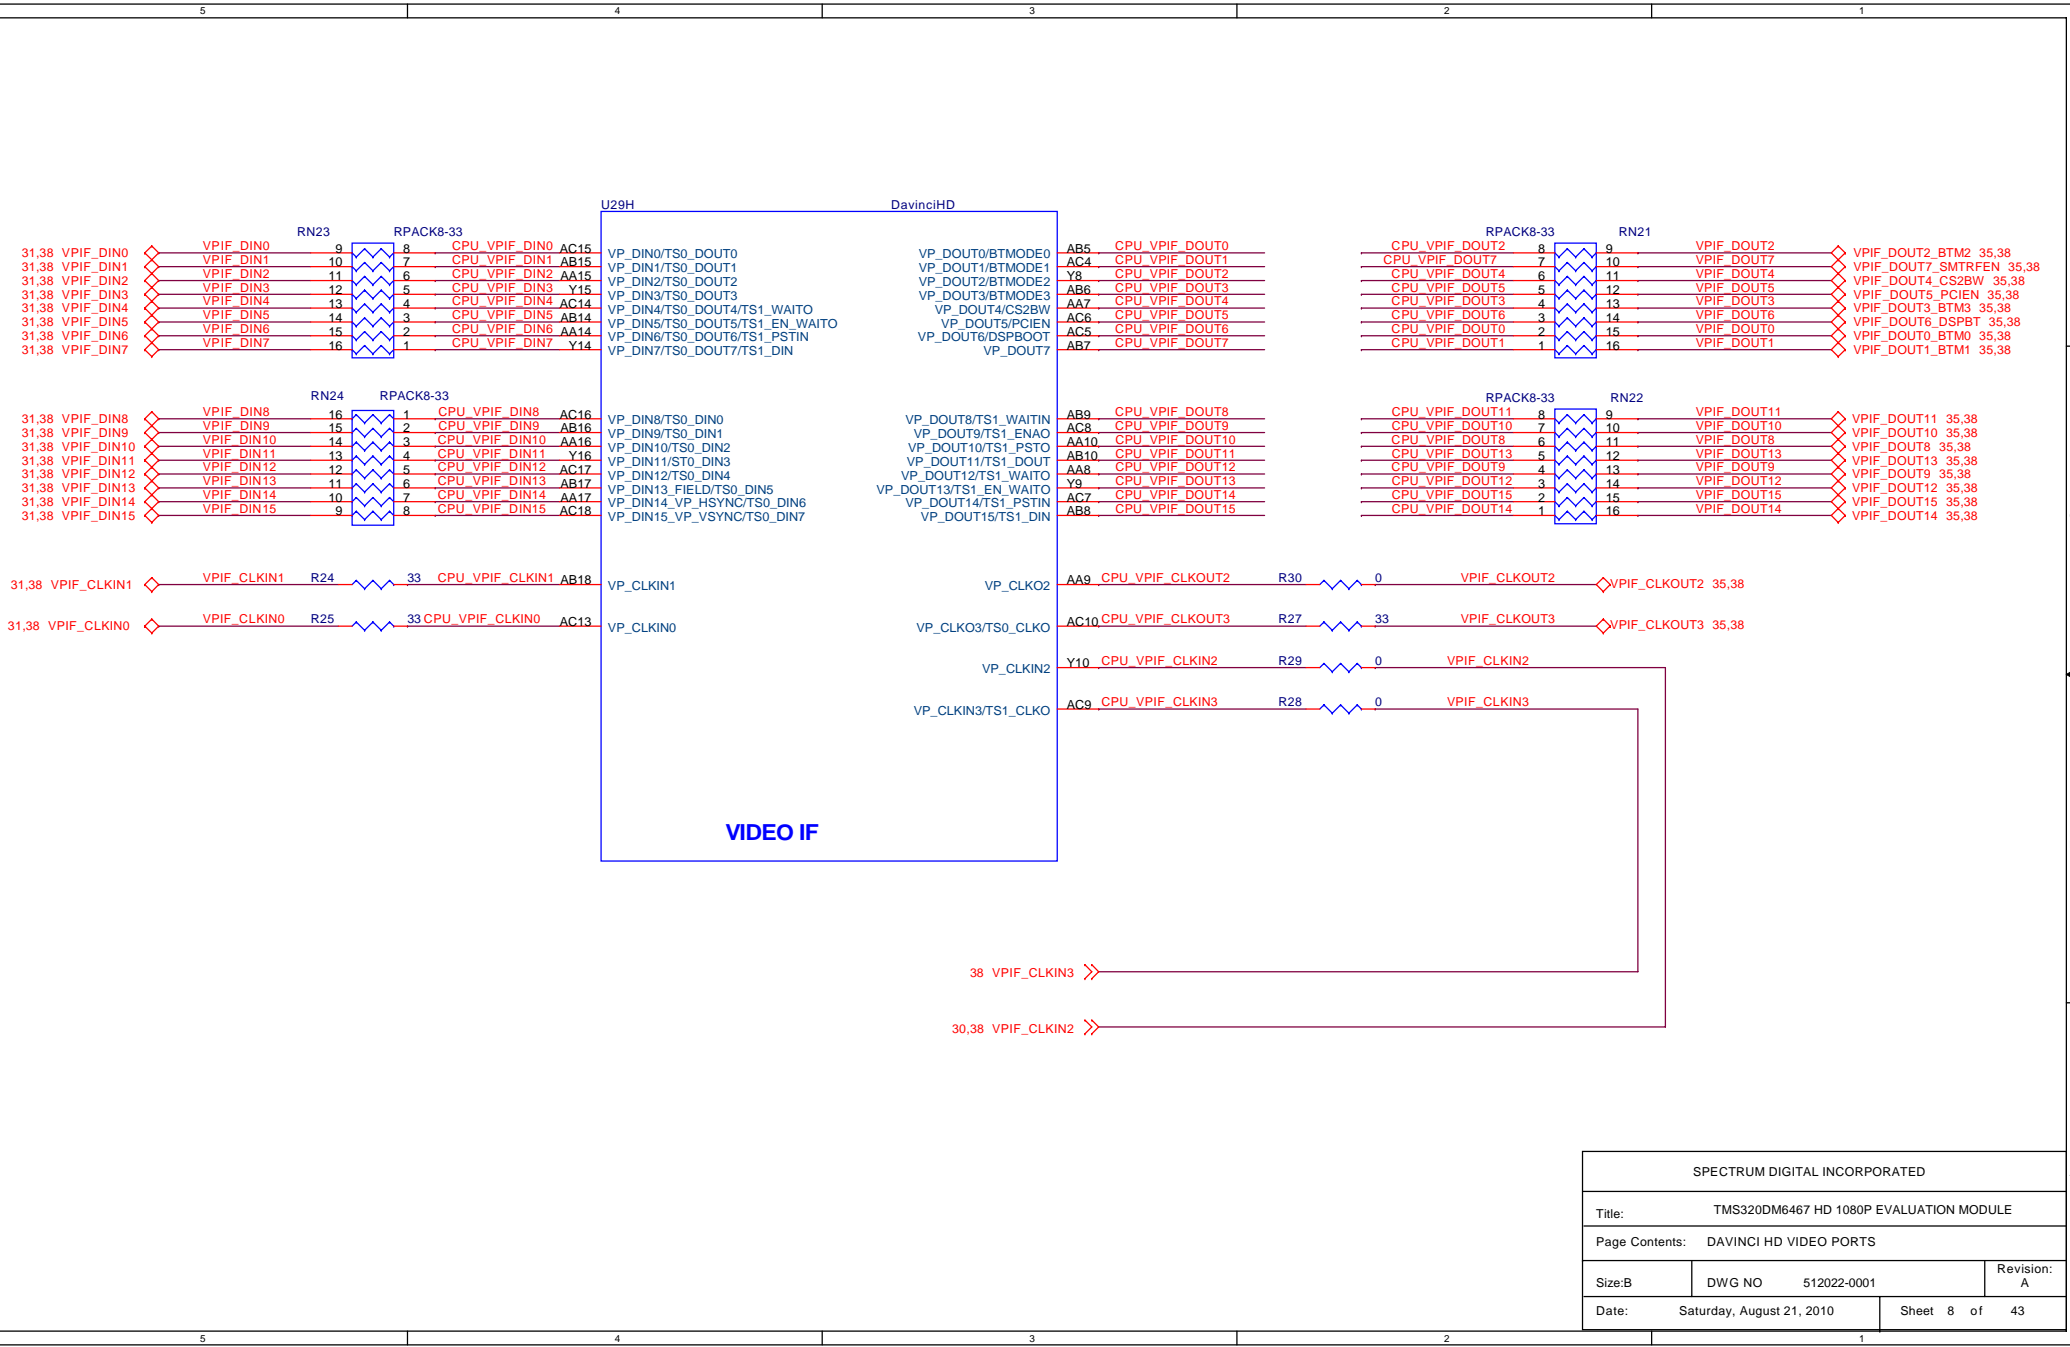 5 4 3 2 1
U29H DavinciHD
RN23 RPACK8-33 RPACK8-33 RN21
31,38 VPIF_DIN0 VPIF_DIN0 9 8 CPU_VPIF_DIN0 AC15 VP_DIN0/TS0_DOUT0 VP_DOUT0/BTMODE0 AB5 CPU_VPIF_DOUT0 CPU_VPIF_DOUT2 8 9 VPIF_DOUT2 VPIF_DOUT2_BTM2 35,38
31,38 VPIF_DIN1 VPIF_DIN1 10 7 CPU_VPIF_DIN1 AB15 VP_DIN1/TS0_DOUT1 VP_DOUT1/BTMODE1 AC4 CPU_VPIF_DOUT1 CPU_VPIF_DOUT7 7 10 VPIF_DOUT7 VPIF_DOUT7_SMTRFEN 35,38
31,38 VPIF_DIN2 VPIF_DIN2 11 6 CPU_VPIF_DIN2 AA15 VP_DIN2/TS0_DOUT2 VP_DOUT2/BTMODE2 Y8 CPU_VPIF_DOUT2 CPU_VPIF_DOUT4 6 11 VPIF_DOUT4 VPIF_DOUT4_CS2BW 35,38
31,38 VPIF_DIN3 VPIF_DIN3 12 5 CPU_VPIF_DIN3 Y15 VP_DIN3/TS0_DOUT3 VP_DOUT3/BTMODE3 AB6 CPU_VPIF_DOUT3 CPU_VPIF_DOUT5 5 12 VPIF_DOUT5 VPIF_DOUT5_PCIEN 35,38
31,38 VPIF_DIN4 VPIF_DIN4 13 4 CPU_VPIF_DIN4 AC14 VP_DIN4/TS0_DOUT4/TS1_WAITO VP_DOUT4/CS2BW AA7 CPU_VPIF_DOUT4 CPU_VPIF_DOUT3 4 13 VPIF_DOUT3 VPIF_DOUT3_BTM3 35,38
31,38 VPIF_DIN5 VPIF_DIN5 14 3 CPU_VPIF_DIN5 AB14 VP_DIN5/TS0_DOUT5/TS1_EN_WAITO VP_DOUT5/PCIEN AC6 CPU_VPIF_DOUT5 CPU_VPIF_DOUT6 3 14 VPIF_DOUT6 VPIF_DOUT6_DSPBT 35,38
31,38 VPIF_DIN6 VPIF_DIN6 15 2 CPU_VPIF_DIN6 AA14 VP_DIN6/TS0_DOUT6/TS1_PSTIN VP_DOUT6/DSPBOOT AC5 CPU_VPIF_DOUT6 CPU_VPIF_DOUT0 2 15 VPIF_DOUT0 VPIF_DOUT0_BTM0 35,38
31,38 VPIF_DIN7 VPIF_DIN7 16 1 CPU_VPIF_DIN7 Y14 VP_DIN7/TS0_DOUT7/TS1_DIN VP_DOUT7 AB7 CPU_VPIF_DOUT7 CPU_VPIF_DOUT1 1 16 VPIF_DOUT1 VPIF_DOUT1_BTM1 35,38
RN24 RPACK8-33 RPACK8-33 RN22
31,38 VPIF_DIN8 VPIF_DIN8 16 1 CPU_VPIF_DIN8 AC16 VP_DIN8/TS0_DIN0 VP_DOUT8/TS1_WAITIN AB9 CPU_VPIF_DOUT8 CPU_VPIF_DOUT11 8 9 VPIF_DOUT11 VPIF_DOUT11 35,38
31,38 VPIF_DIN9 VPIF_DIN9 15 2 CPU_VPIF_DIN9 AB16 VP_DIN9/TS0_DIN1 VP_DOUT9/TS1_ENAO AC8 CPU_VPIF_DOUT9 CPU_VPIF_DOUT10 7 10 VPIF_DOUT10 VPIF_DOUT10 35,38
31,38 VPIF_DIN10 VPIF_DIN10 14 3 CPU_VPIF_DIN10 AA16 VP_DIN10/TS0_DIN2 VP_DOUT10/TS1_PSTO AA10 CPU_VPIF_DOUT10 CPU_VPIF_DOUT8 6 11 VPIF_DOUT8 VPIF_DOUT8 35,38
31,38 VPIF_DIN11 VPIF_DIN11 13 4 CPU_VPIF_DIN11 Y16 VP_DIN11/ST0_DIN3 VP_DOUT11/TS1_DOUT AB10 CPU_VPIF_DOUT11 CPU_VPIF_DOUT13 5 12 VPIF_DOUT13 VPIF_DOUT13 35,38
31,38 VPIF_DIN12 VPIF_DIN12 12 5 CPU_VPIF_DIN12 AC17 VP_DIN12/TS0_DIN4 VP_DOUT12/TS1_WAITO AA8 CPU_VPIF_DOUT12 CPU_VPIF_DOUT9 4 13 VPIF_DOUT9 VPIF_DOUT9 35,38
31,38 VPIF_DIN13 VPIF_DIN13 11 6 CPU_VPIF_DIN13 AB17 VP_DIN13_FIELD/TS0_DIN5 VP_DOUT13/TS1_EN_WAITO Y9 CPU_VPIF_DOUT13 CPU_VPIF_DOUT12 3 14 VPIF_DOUT12 VPIF_DOUT12 35,38
31,38 VPIF_DIN14 VPIF_DIN14 10 7 CPU_VPIF_DIN14 AA17 VP_DIN14_VP_HSYNC/TS0_DIN6 VP_DOUT14/TS1_PSTIN AC7 CPU_VPIF_DOUT14 CPU_VPIF_DOUT15 2 15 VPIF_DOUT15 VPIF_DOUT15 35,38
31,38 VPIF_DIN15 VPIF_DIN15 9 8 CPU_VPIF_DIN15 AC18 VP_DIN15_VP_VSYNC/TS0_DIN7 VP_DOUT15/TS1_DIN AB8 CPU_VPIF_DOUT15 CPU_VPIF_DOUT14 1 16 VPIF_DOUT14 VPIF_DOUT14 35,38
31,38 VPIF_CLKIN1 VPIF_CLKIN1 R24 33 CPU_VPIF_CLKIN1 AB18 VP_CLKIN1 VP_CLKO2 AA9 CPU_VPIF_CLKOUT2 R30 0 VPIF_CLKOUT2 VPIF_CLKOUT2 35,38
31,38 VPIF_CLKIN0 VPIF_CLKIN0 R25 33 CPU_VPIF_CLKIN0 AC13 VP_CLKIN0 VP_CLKO3/TS0_CLKO AC10 CPU_VPIF_CLKOUT3 R27 33 VPIF_CLKOUT3 VPIF_CLKOUT3 35,38
VP_CLKIN2 Y10 CPU_VPIF_CLKIN2 R29 0 VPIF_CLKIN2
VP_CLKIN3/TS1_CLKO AC9 CPU_VPIF_CLKIN3 R28 0 VPIF_CLKIN3
VIDEO IF
38 VPIF_CLKIN3
30,38 VPIF_CLKIN2
SPECTRUM DIGITAL INCORPORATED
Title: TMS320DM6467 HD 1080P EVALUATION MODULE
Page Contents: DAVINCI HD VIDEO PORTS
Size:B DWG NO 512022-0001 Revision: A
Date: Saturday, August 21, 2010 Sheet 8 of 43
5 4 3 2 1